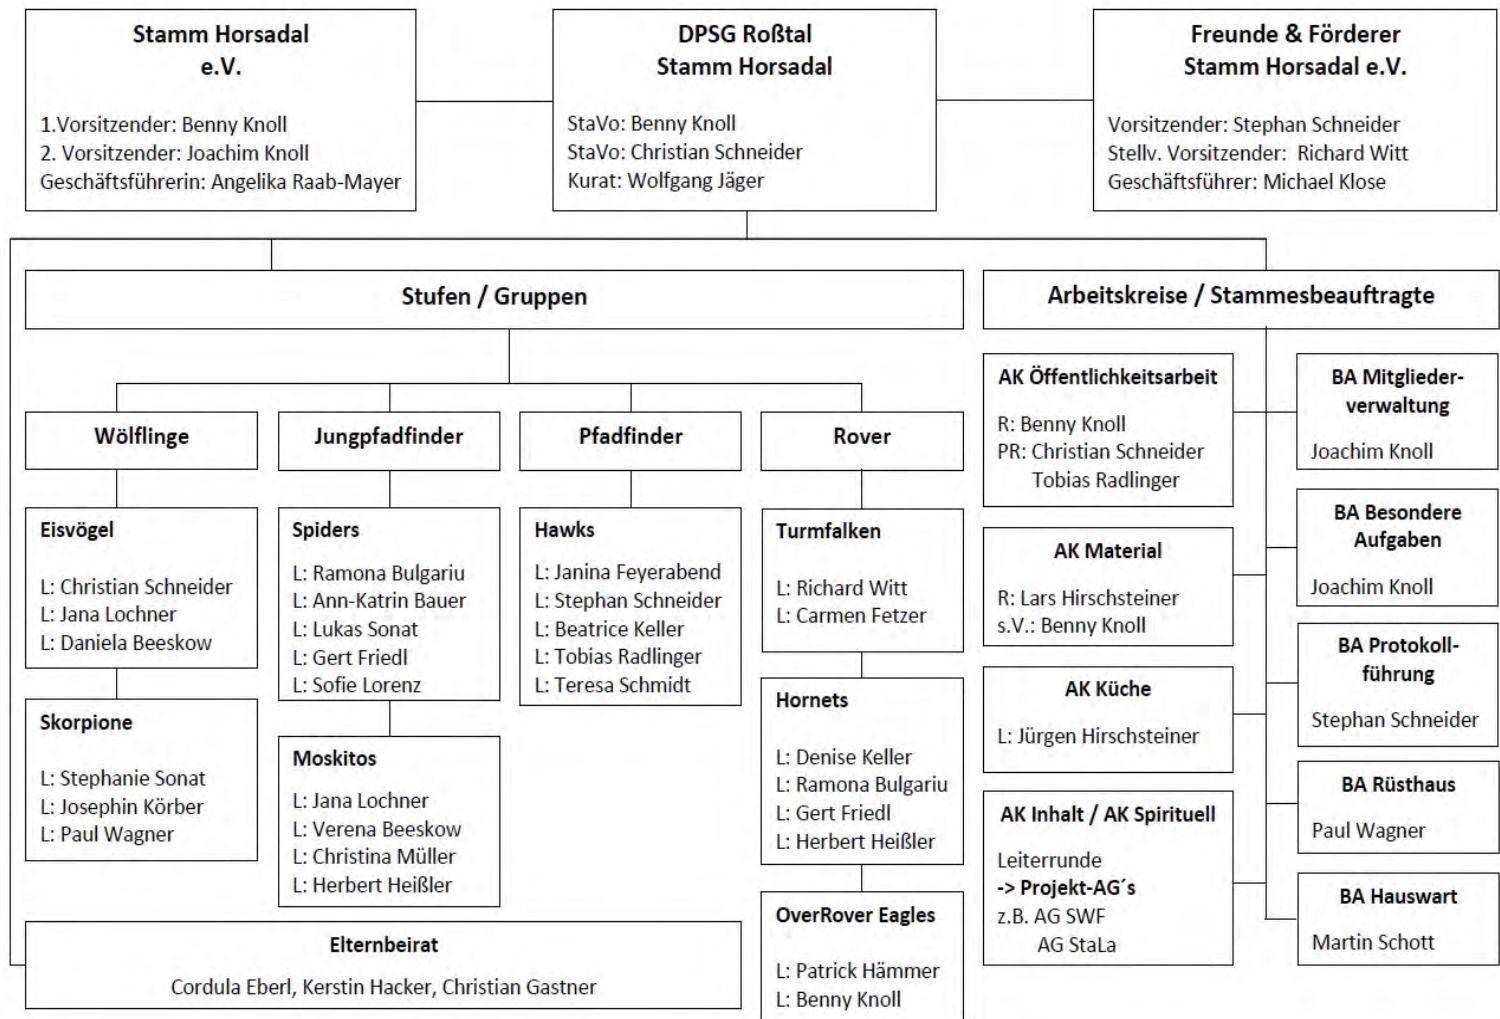 Stamm Horsadal
e.V.
1.Vorsitzender: Benny Knoll
2. Vorsitzender: Joachim Knoll
Geschäftsführerin: Angelika Raab-Mayer
DPSG Roßtal
Stamm Horsadal
StaVo: Benny Knoll
StaVo: Christian Schneider
Kurat: Wolfgang Jäger
Freunde & Förderer
Stamm Horsadal e.V.
Vorsitzender: Stephan Schneider
Stellv. Vorsitzender: Richard Witt
Geschäftsführer: Michael Klose
Stufen / Gruppen
Wölflinge
Eisvögel
L: Christian Schneider
L: Jana Lochner
L: Daniela Beeskow
Skorpione
L: Stephanie Sonat
L: Josephin Körber
L: Paul Wagner
Jungpfadfinder
Spiders
L: Ramona Bulgariu
L: Ann-Katrin Bauer
L: Lukas Sonat
L: Gert Friedl
L: Sofie Lorenz
Moskitos
L: Jana Lochner
L: Verena Beeskow
L: Christina Müller
L: Herbert Heißler
Pfadfinder
Hawks
L: Janina Feyerabend
L: Stephan Schneider
L: Beatrice Keller
L: Tobias Radlinger
L: Teresa Schmidt
Rover
Turmfalken
L: Richard Witt
L: Carmen Fetzer
Hornets
L: Denise Keller
L: Ramona Bulgariu
L: Gert Friedl
L: Herbert Heißler
OverRover Eagles
L: Patrick Hämmer
L: Benny Knoll
Elternbeirat
Cordula Eberl, Kerstin Hacker, Christian Gastner
Arbeitskreise / Stammesbeauftragte
AK Öffentlichkeitsarbeit
R: Benny Knoll
PR: Christian Schneider
Tobias Radlinger
AK Material
R: Lars Hirschsteiner
s.V.: Benny Knoll
AK Küche
L: Jürgen Hirschsteiner
AK Inhalt / AK Spirituell
Leiterrunde
-> Projekt-AG´s
z.B. AG SWF
AG StaLa
BA Mitglieder-
verwaltung
Joachim Knoll
BA Besondere
Aufgaben
Joachim Knoll
BA Protokoll-
führung
Stephan Schneider
BA Rüsthaus
Paul Wagner
BA Hauswart
Martin Schott